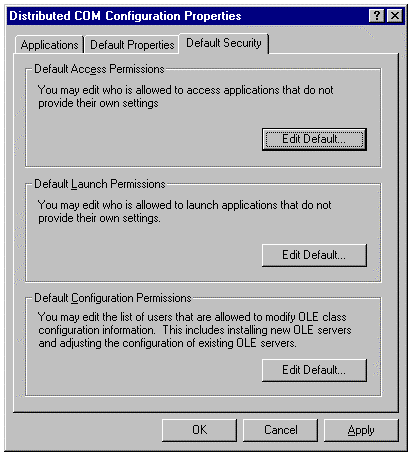 Distributed COM Configuration Properties
Applications Default Properties Default Security
Default Access Permissions
You may edit who is allowed to access applications that do not
provide their own settings
Edit Default...
Default Launch Permissions
You may edit who is allowed to launch applications that do not
provide their own settings.
Edit Default...
Default Configuration Permissions
You may edit the list of users that are allowed to modify OLE class
configuration information.  This includes installing new OLE servers
and adjusting the configuration of existing OLE servers.
Edit Default...
OK Cancel Apply